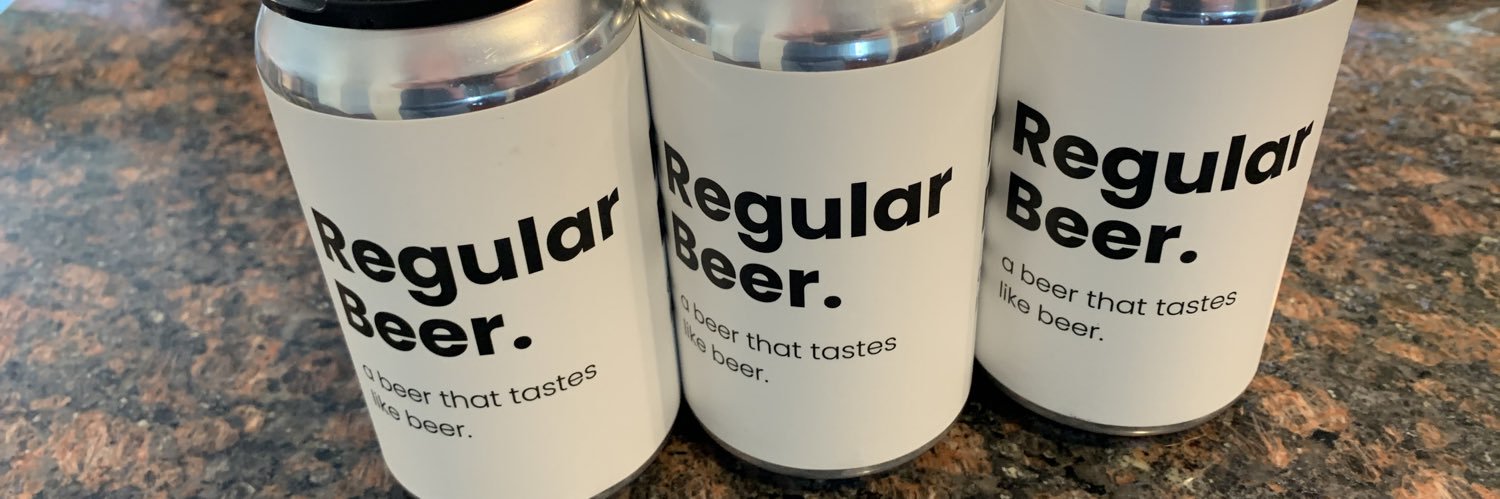 Regular
Beer.
a beer that tastes
like beer.
Regular
Beer.
a beer that tastes
like beer.
Regular
Beer.
a beer that tastes
like beer.